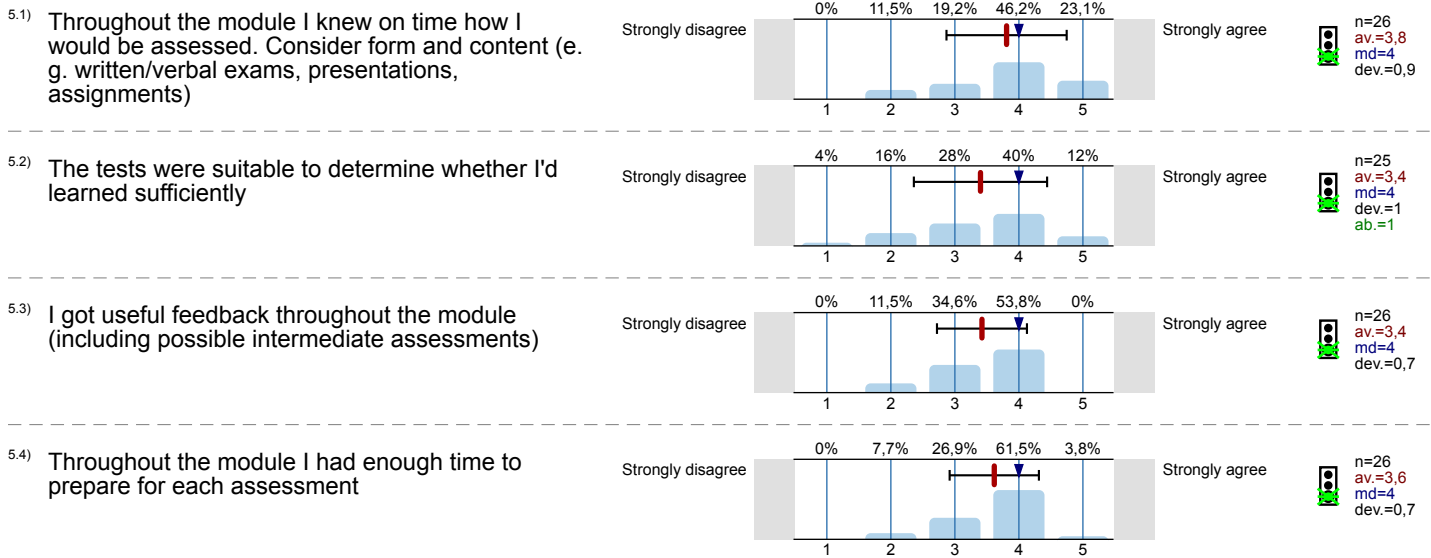 5.1) Throughout the module I knew on time how I
would be assessed. Consider form and content (e.
g. written/verbal exams, presentations,
assignments)
Strongly disagree
0% 11,5% 19,2% 46,2% 23,1%
1 2 3 4 5
Strongly agree
n=26
av.=3,8
md=4
dev.=0,9
5.2) The tests were suitable to determine whether I'd
learned sufficiently
Strongly disagree
4% 16% 28% 40% 12%
1 2 3 4 5
Strongly agree
n=25
av.=3,4
md=4
dev.=1
ab.=1
5.3) I got useful feedback throughout the module
(including possible intermediate assessments)
Strongly disagree
0% 11,5% 34,6% 53,8% 0%
1 2 3 4 5
Strongly agree
n=26
av.=3,4
md=4
dev.=0,7
5.4) Throughout the module I had enough time to
prepare for each assessment
Strongly disagree
0% 7,7% 26,9% 61,5% 3,8%
1 2 3 4 5
Strongly agree
n=26
av.=3,6
md=4
dev.=0,7